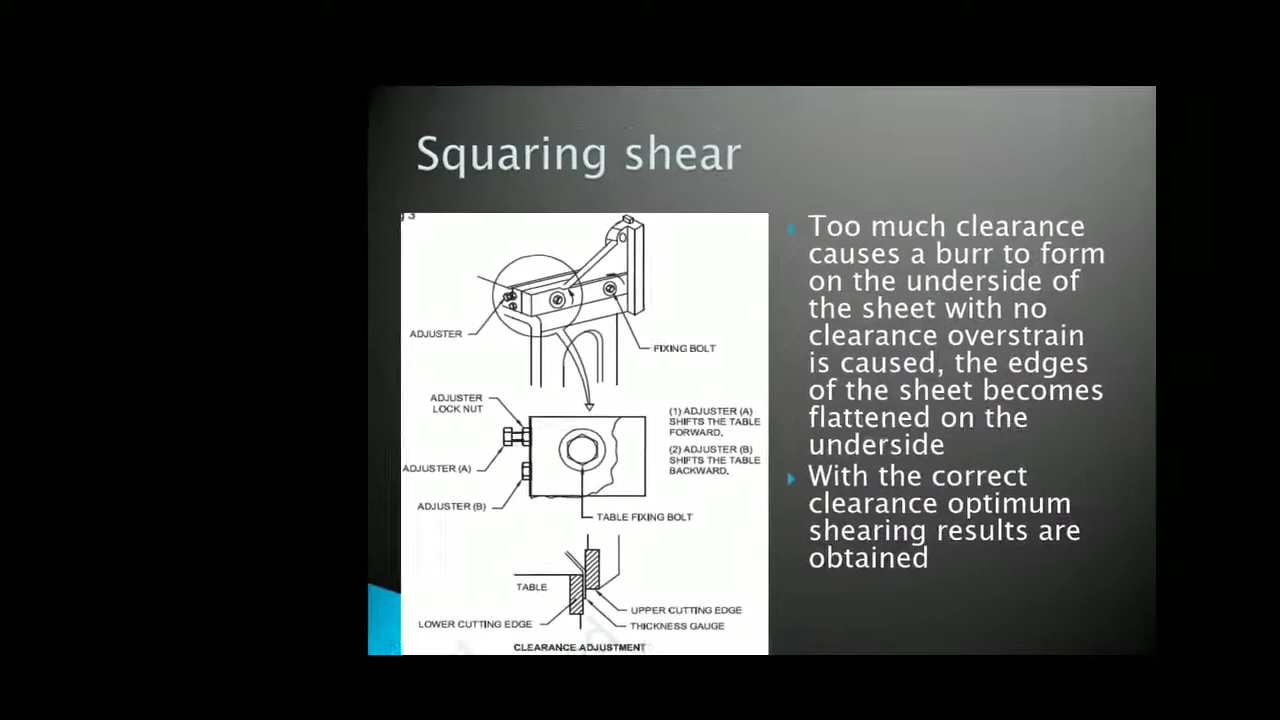 Squaring shear
g 3
ADJUSTER
FIXING BOLT
ADJUSTER
LOCK NUT
(1) ADJUSTER (A)
SHIFTS THE TABLE
FORWARD.
(2) ADJUSTER (B)
SHIFTS THE TABLE
BACKWARD.
ADJUSTER (A)
ADJUSTER (B)
TABLE FIXING BOLT
TABLE
UPPER CUTTING EDGE
LOWER CUTTING EDGE
THICKNESS GAUGE
CLEARANCE ADJUSTMENT
Too much clearance
causes a burr to form
on the underside of
the sheet with no
clearance overstrain
is caused, the edges
of the sheet becomes
flattened on the
underside
With the correct
clearance optimum
shearing results are
obtained